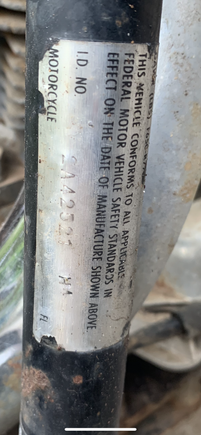 THIS VEHICLE CONFORMS TO ALL APPLICABLE
FEDERAL MOTOR VEHICLE SAFETY STANDARDS IN
EFFECT ON THE DATE OF MANUFACTURE SHOWN ABOVE
I.D. NO.
MOTORCYCLE